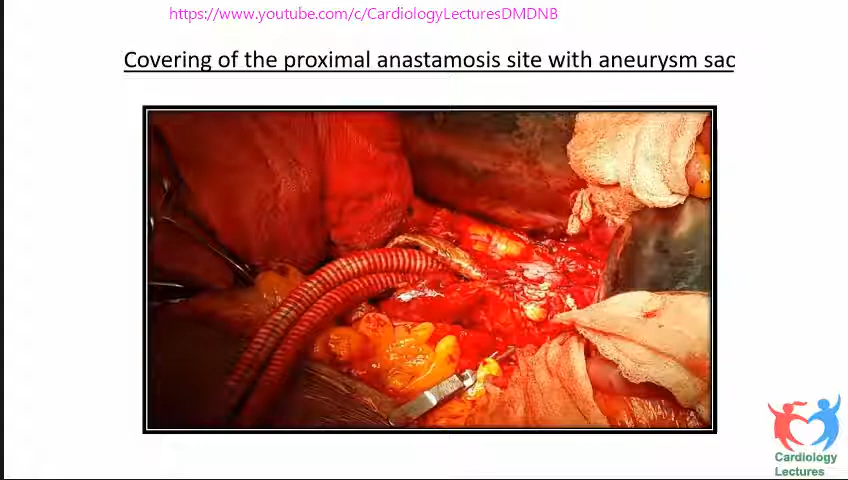 https://www.youtube.com/c/CardiologyLecturesDMDNB
Covering of the proximal anastamosis site with aneurysm sac
Cardiology
Lectures